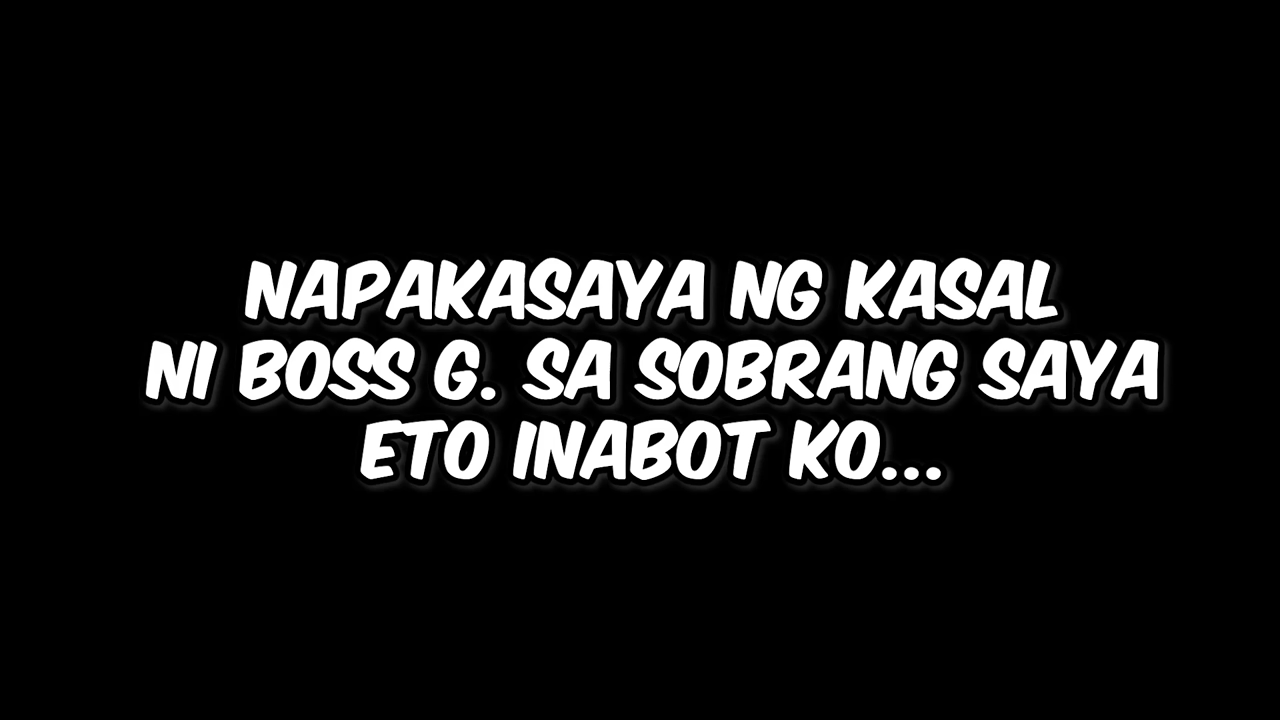 NAPAKASAYA NG KASAL
NI BOSS G. SA SOBRANG SAYA
ETO INABOT KO...